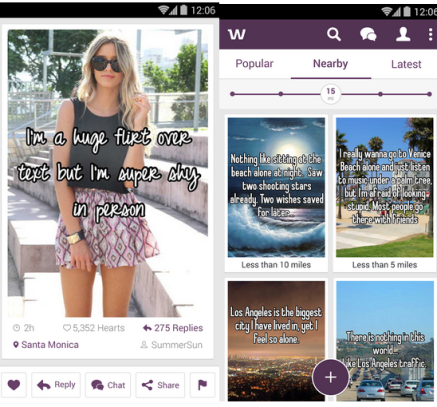 12:06
I'm a huge flirt over
text but I'm super shy
in person
2h
5,352 Hearts
275 Replies
Santa Monica
SummerSun
Reply
Chat
Share
12:06
w
Popular
Nearby
Latest
15
Nothing like sitting at the
beach alone at night. Saw
two shooting stars
already. Two wishes saved
for later.
Less than 10 miles
I really wanna go to Venice
Beach alone and just listen
to music under a palm tree,
but I'm afraid of looking
stupid. Most people go
there with friends
Less than 5 miles
Los Angeles is the biggest
city I have lived in, yet I
feel so alone.
There is nothing in this
world
like Los Angeles traffic.
+